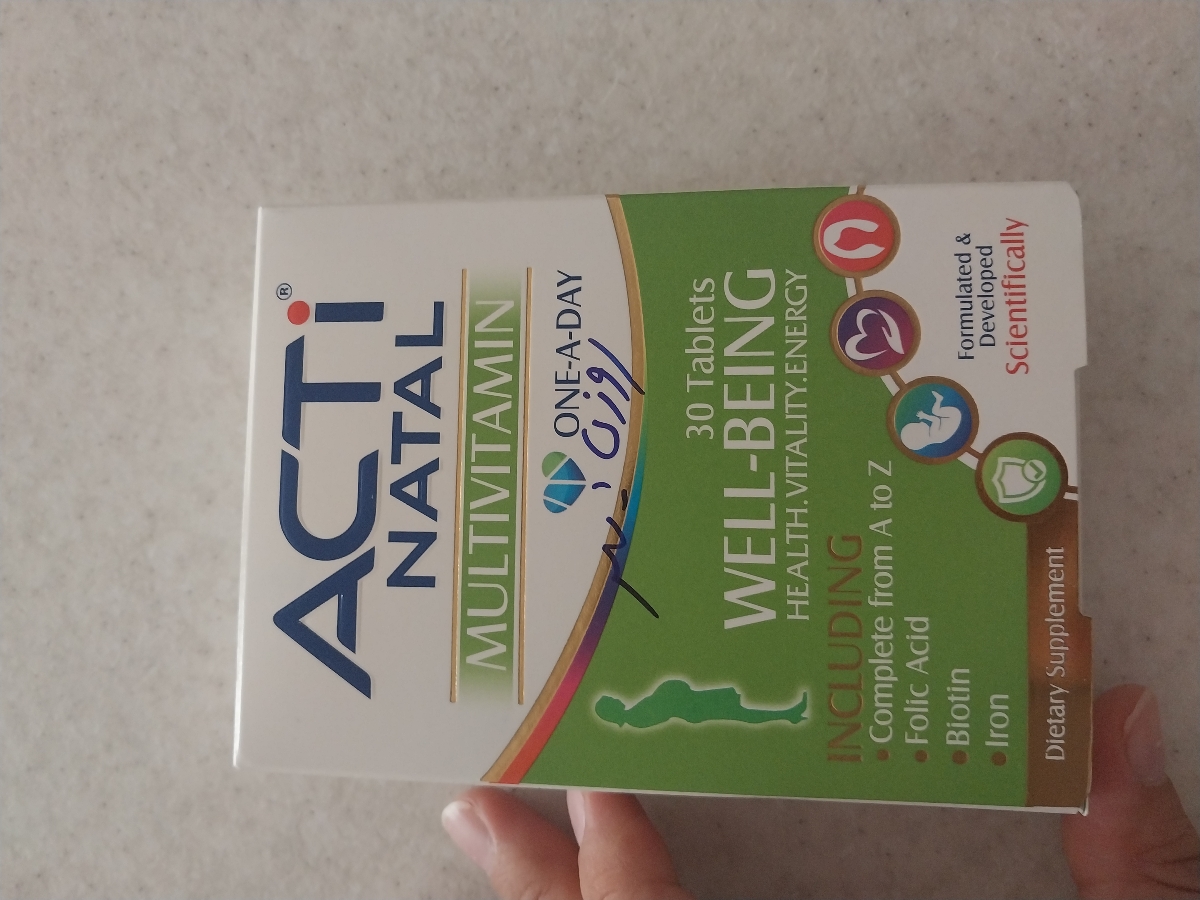 ACTi®
NATAL
MULTIVITAMIN
ONE-A-DAY
روزی
30 Tablets
WELL-BEING
HEALTH.VITALITY.ENERGY
INCLUDING
• Complete from A to Z
• Folic Acid
• Biotin
• Iron
Formulated &
Developed
Scientifically
Dietary Supplement